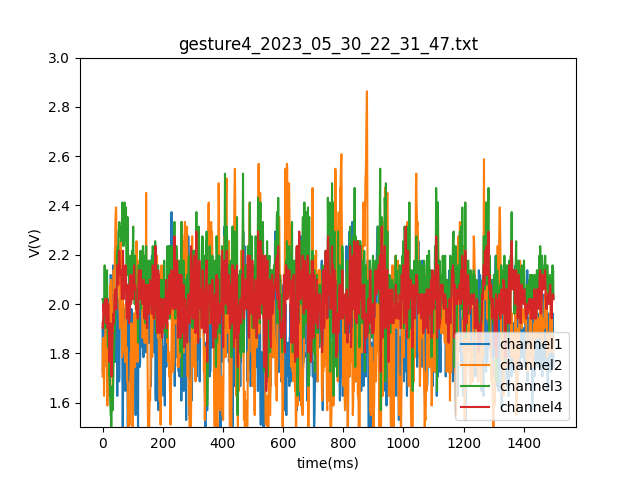 gesture4_2023_05_30_22_31_47.txt
3.0
2.8
2.6
2.4
2.2
2.0
1.8
1.6
V(V)
channel1
channel2
channel3
channel4
0 200 400 600 800 1000 1200 1400
time(ms)